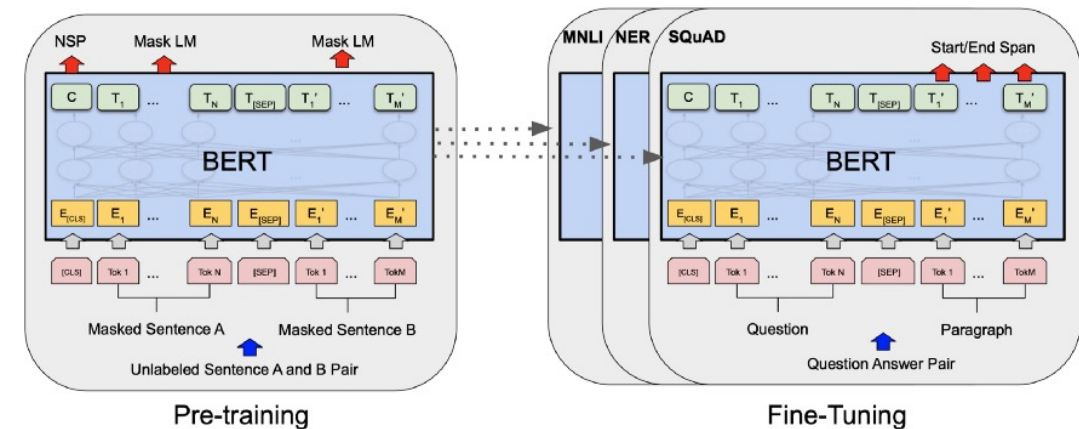 NSP Mask LM Mask LM
C T1 ... TN T[SEP] T1' ... TM'
BERT
E[CLS] E1 ... EN E[SEP] E1' ... EM'
[CLS] Tok 1 ... Tok N [SEP] Tok 1 ... TokM
Masked Sentence A Masked Sentence B
Unlabeled Sentence A and B Pair
Pre-training
MNLI NER SQuAD
Start/End Span
C T1 ... TN T[SEP] T1' ... TM'
BERT
E[CLS] E1 ... EN E[SEP] E1' ... EM'
[CLS] Tok 1 ... Tok N [SEP] Tok 1 ... TokM
Question Paragraph
Question Answer Pair
Fine-Tuning